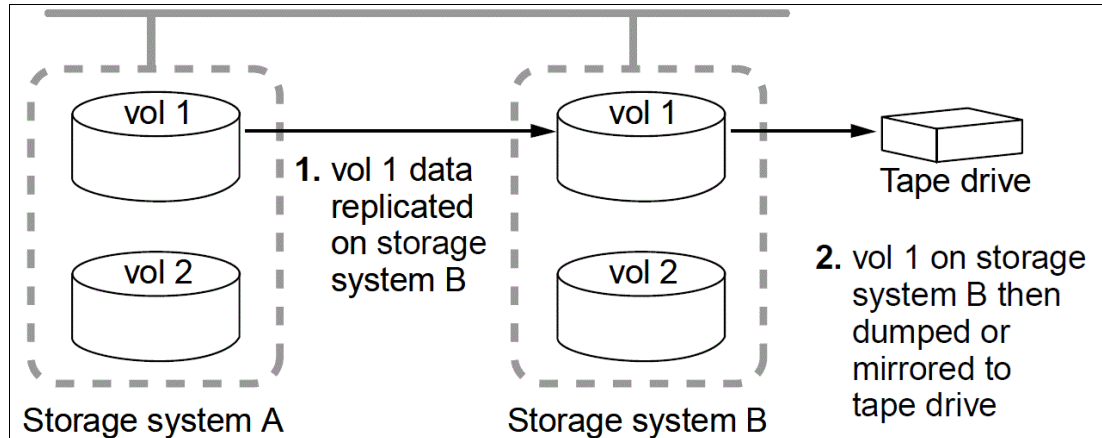 vol 1
vol 1
1. vol 1 data
replicated
on storage
system B
Tape drive
vol 2
vol 2
2. vol 1 on storage
system B then
dumped or
mirrored to
tape drive
Storage system A
Storage system B